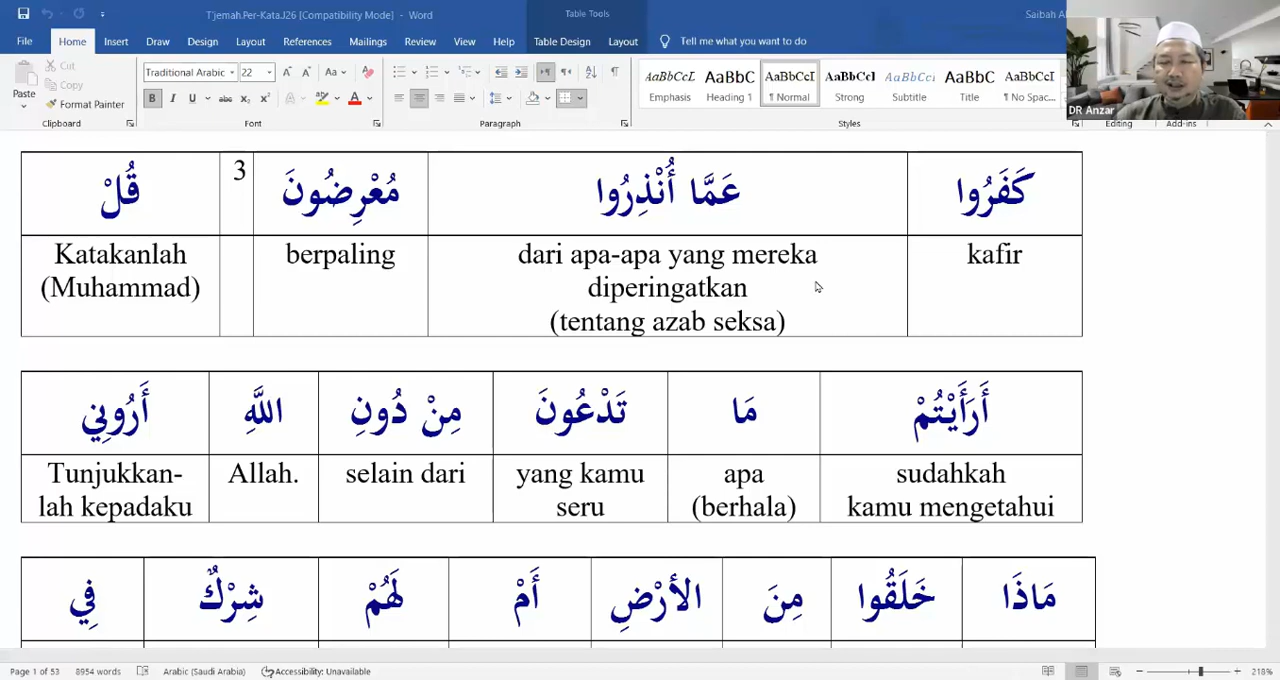 T'jemah.Per-Kata.J26 [Compatibility Mode] - Word
Table Tools
Saibah A
File Home Insert Draw Design Layout References Mailings Review View Help Table Design Layout Tell me what you want to do
Paste
Cut
Copy
Format Painter
Clipboard
Traditional Arabic 22
Font
Paragraph
AaBbCcL AaBbC AaBbCcI AaBbCcl AaBbCcL AaBbC AaBbCcI
Emphasis Heading 1 ¶ Normal Strong Subtitle Title ¶ No Spac...
Styles
Editing
Add-ins
DR Anzar
كَفَرُوا عَمَّا أُنْذِرُوا مُعْرِضُونَ 3 قُلْ
kafir
dari apa-apa yang mereka
diperingatkan
(tentang azab seksa)
berpaling
Katakanlah
(Muhammad)
أَرَأَيْتُمْ مَا تَدْعُونَ مِنْ دُونِ اللَّهِ أَرُونِي
sudahkah
kamu mengetahui
apa
(berhala)
yang kamu
seru
selain dari
Allah.
Tunjukkan-
lah kepadaku
مَاذَا خَلَقُوا مِنَ الأَرْضِ أَمْ لَهُمْ شِرْكٌ فِي
Page 1 of 53 8954 words Arabic (Saudi Arabia) Accessibility: Unavailable 218%